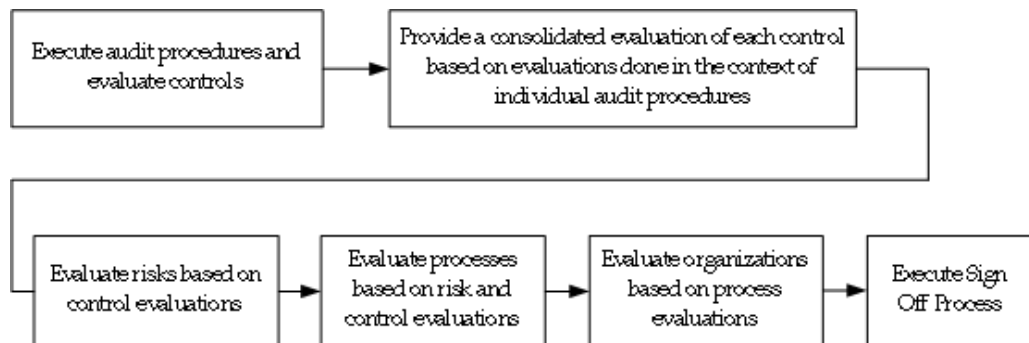 Execute audit procedures and
evaluate controls
Provide a consolidated evaluation of each control
based on evaluations done in the context of
individual audit procedures
Evaluate risks based on
control evaluations
Evaluate processes
based on risk and
control evaluations
Evaluate organizations
based on process
evaluations
Execute Sign
Off Process